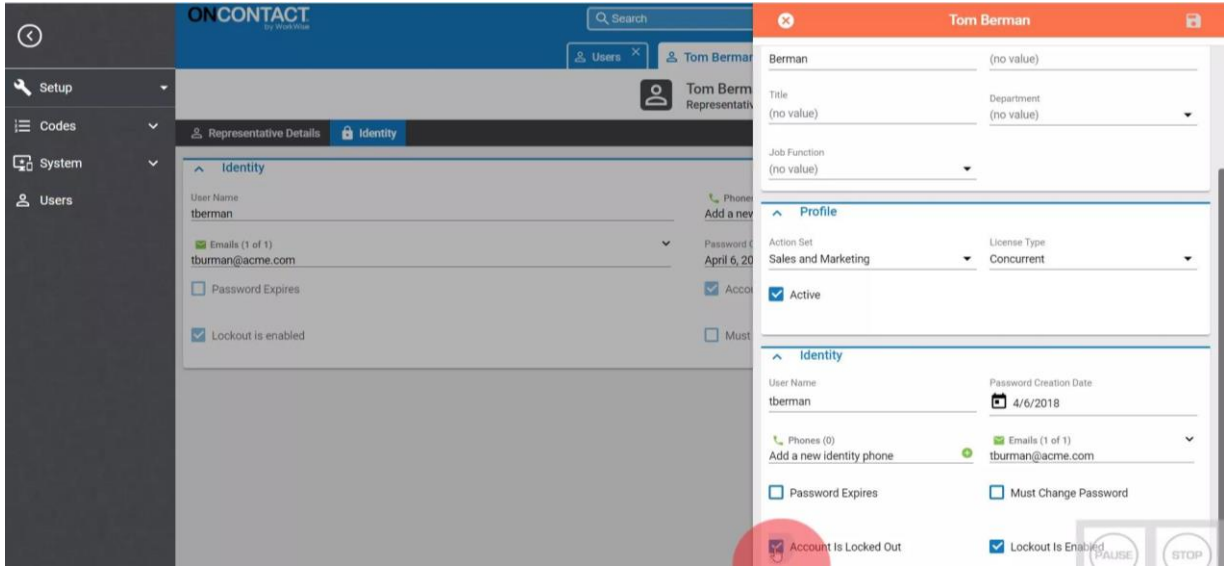 ONCONTACT
by WorkWise
Search
Users
Tom Berman
Tom Berm
Representativ
Setup
Codes
System
Users
Representative Details
Identity
Identity
User Name
tberman
Phone
Add a new
Emails (1 of 1)
tburman@acme.com
Password C
April 6, 20
Password Expires
Accou
Lockout is enabled
Must
Tom Berman
Berman
(no value)
Title
(no value)
Department
(no value)
Job Function
(no value)
Profile
Action Set
Sales and Marketing
License Type
Concurrent
Active
Identity
User Name
tberman
Password Creation Date
4/6/2018
Phones (0)
Add a new identity phone
Emails (1 of 1)
tburman@acme.com
Password Expires
Must Change Password
Account Is Locked Out
Lockout Is Enabled
PAUSE
STOP